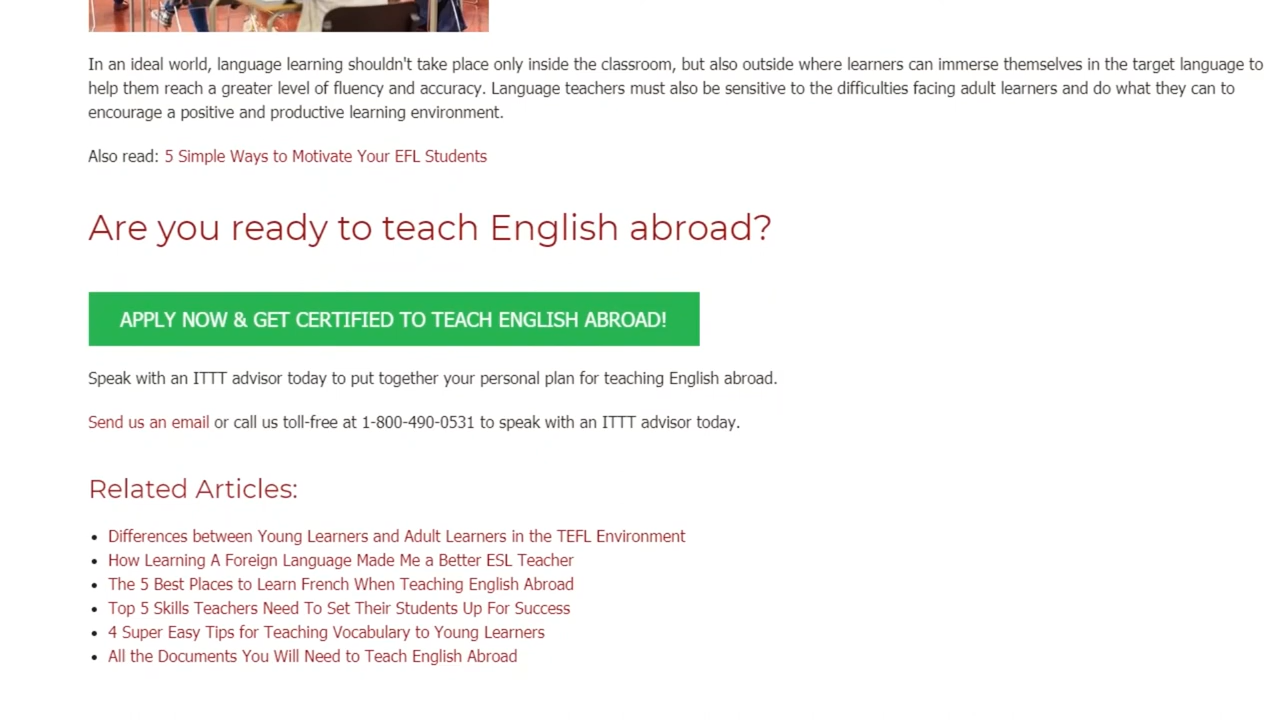 In an ideal world, language learning shouldn't take place only inside the classroom, but also outside where learners can immerse themselves in the target language to
help them reach a greater level of fluency and accuracy. Language teachers must also be sensitive to the difficulties facing adult learners and do what they can to
encourage a positive and productive learning environment.
Also read: 5 Simple Ways to Motivate Your EFL Students
Are you ready to teach English abroad?
APPLY NOW & GET CERTIFIED TO TEACH ENGLISH ABROAD!
Speak with an ITTT advisor today to put together your personal plan for teaching English abroad.
Send us an email or call us toll-free at 1-800-490-0531 to speak with an ITTT advisor today.
Related Articles:
Differences between Young Learners and Adult Learners in the TEFL Environment
How Learning A Foreign Language Made Me a Better ESL Teacher
The 5 Best Places to Learn French When Teaching English Abroad
Top 5 Skills Teachers Need To Set Their Students Up For Success
4 Super Easy Tips for Teaching Vocabulary to Young Learners
All the Documents You Will Need to Teach English Abroad